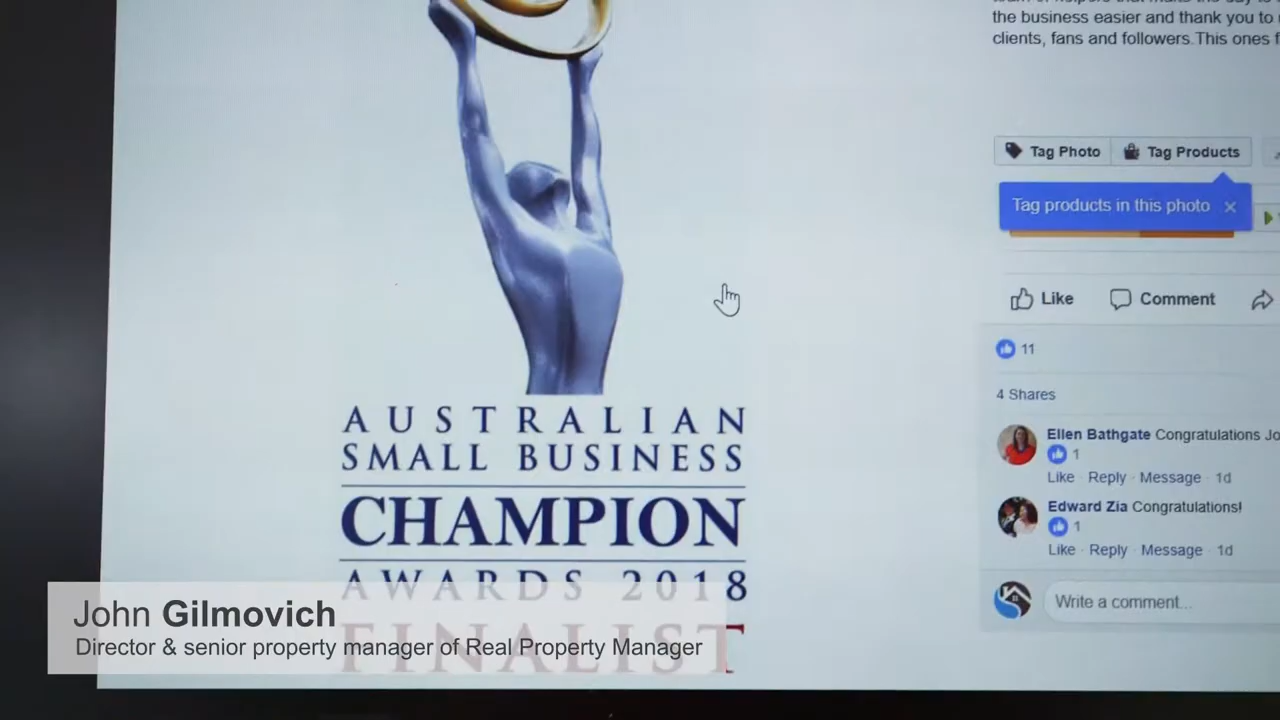 the business easier and thank you to
clients, fans and followers.This ones
Tag Photo
Tag Products
Tag products in this photo ×
Like
Comment
11
4 Shares
Ellen Bathgate Congratulations
1
Like · Reply · Message · 1d
Edward Zia Congratulations!
1
Like · Reply · Message · 1d
Write a comment...
AUSTRALIAN
SMALL BUSINESS
CHAMPION
AWARDS 2018
FINALIST
John Gilmovich
Director & senior property manager of Real Property Manager